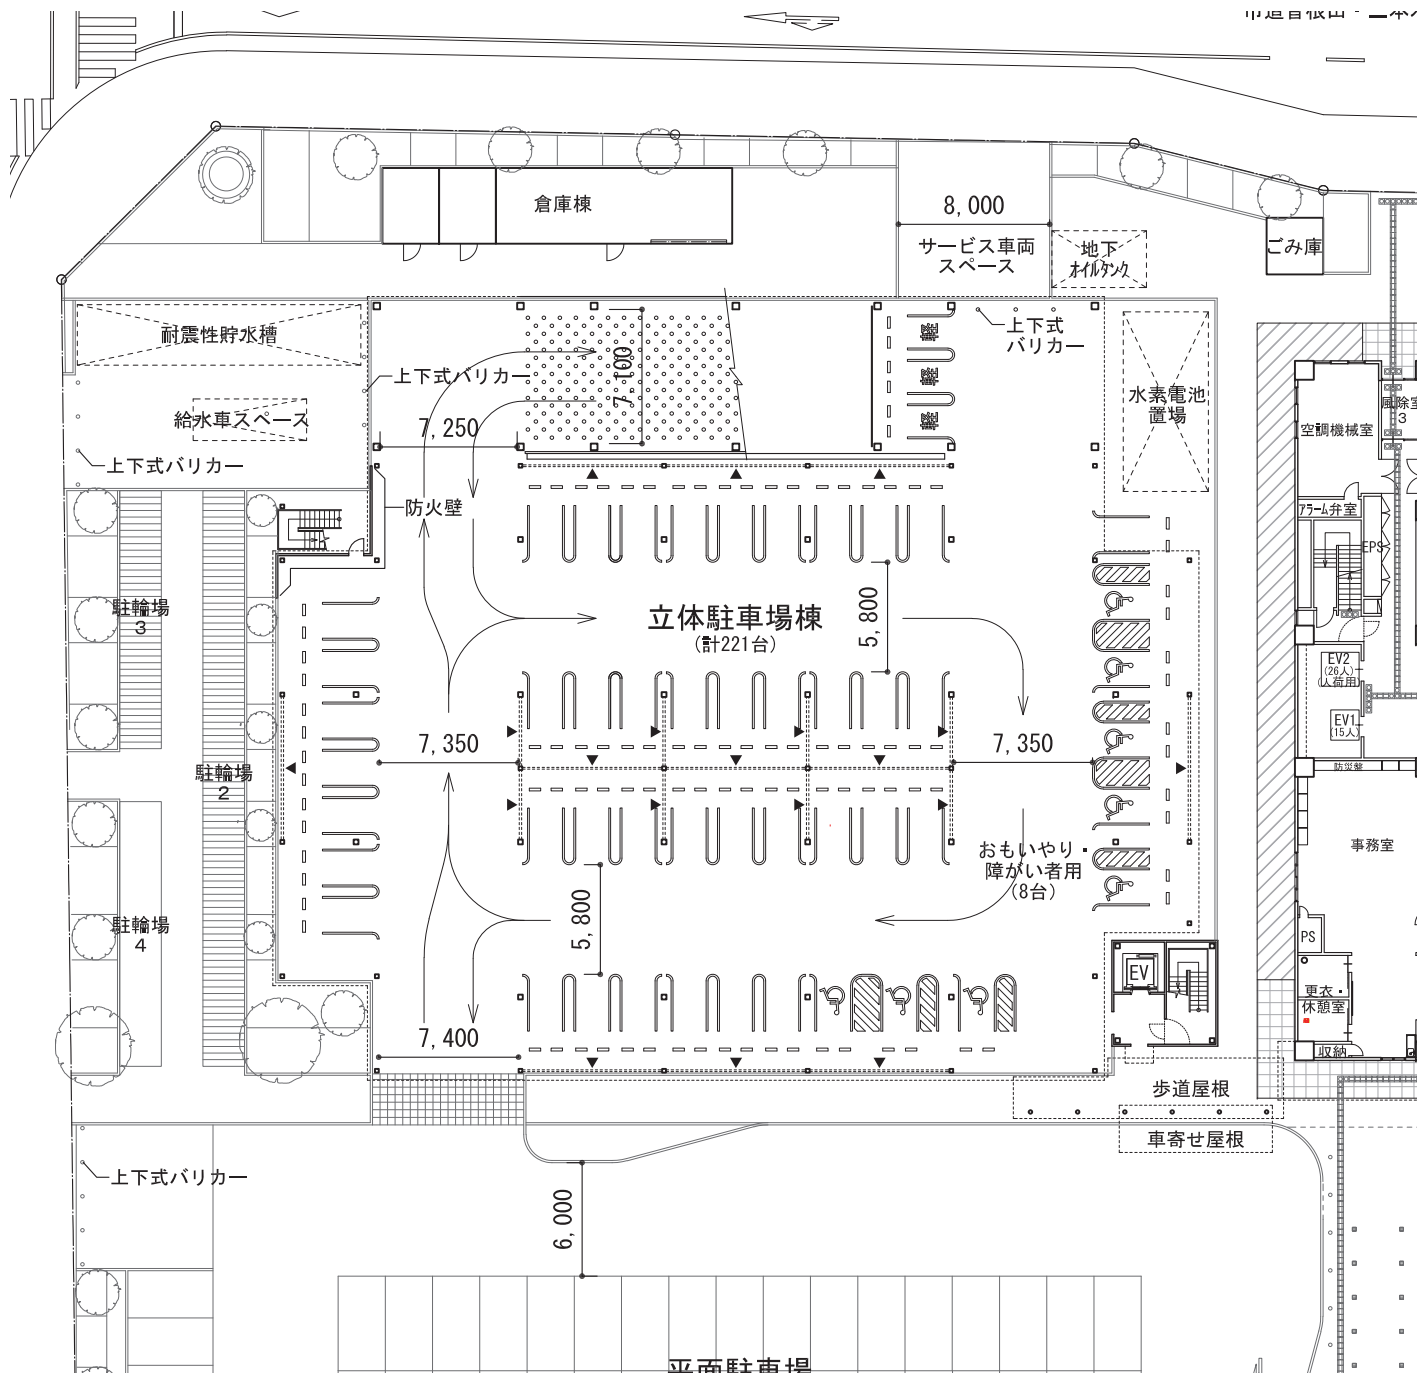 倉庫棟
8,000
サービス車両
スペース
地下
オイルタンク
ごみ庫
耐震性貯水槽
上下式バリカー
給水車スペース
上下式バリカー
7,250
7,100
軽
軽
軽
上下式
バリカー
水素電池
置場
空調機械室
風除室
3
防火壁
アラーム弁室
EPS
駐輪場
3
立体駐車場棟
(計221台)
5,800
EV2
(26人)
(人荷用)
EV1
(15人)
7,350
7,350
駐輪場
2
防災盤
事務室
おもいやり・
障がい者用
(8台)
駐輪場
4
5,800
PS
EV
更衣・
休憩室
収納
7,400
歩道屋根
車寄せ屋根
上下式バリカー
6,000
平面駐車場